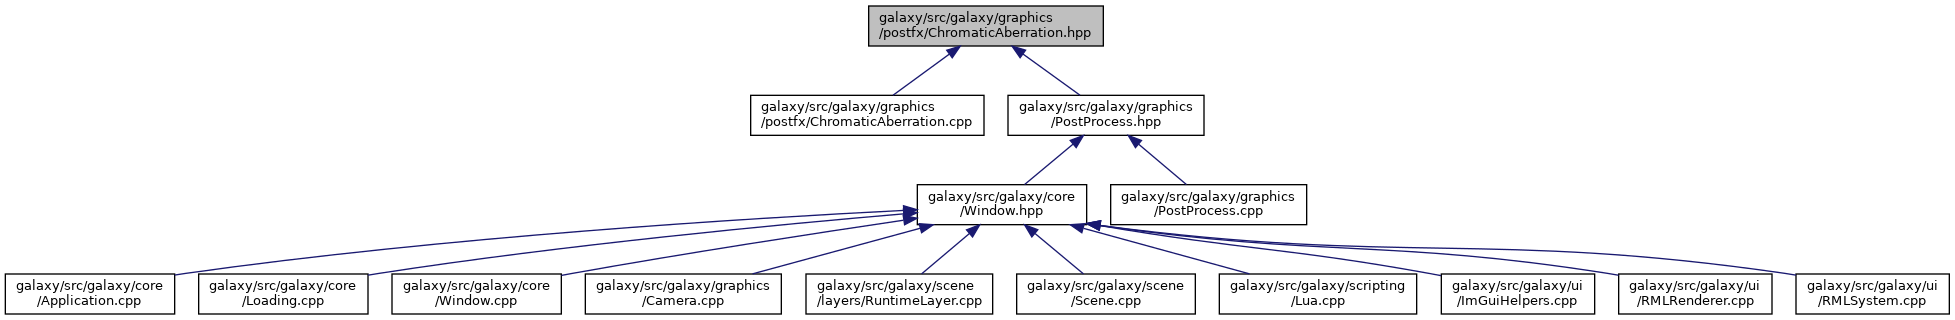 galaxy/src/galaxy/graphics
/postfx/ChromaticAberration.hpp
galaxy/src/galaxy/graphics
/postfx/ChromaticAberration.cpp
galaxy/src/galaxy/graphics
/PostProcess.hpp
galaxy/src/galaxy/core
/Window.hpp
galaxy/src/galaxy/graphics
/PostProcess.cpp
galaxy/src/galaxy/core
/Application.cpp
galaxy/src/galaxy/core
/Loading.cpp
galaxy/src/galaxy/core
/Window.cpp
galaxy/src/galaxy/graphics
/Camera.cpp
galaxy/src/galaxy/scene
/layers/RuntimeLayer.cpp
galaxy/src/galaxy/scene
/Scene.cpp
galaxy/src/galaxy/scripting
/Lua.cpp
galaxy/src/galaxy/ui
/ImGuiHelpers.cpp
galaxy/src/galaxy/ui
/RMLRenderer.cpp
galaxy/src/galaxy/ui
/RMLSystem.cpp